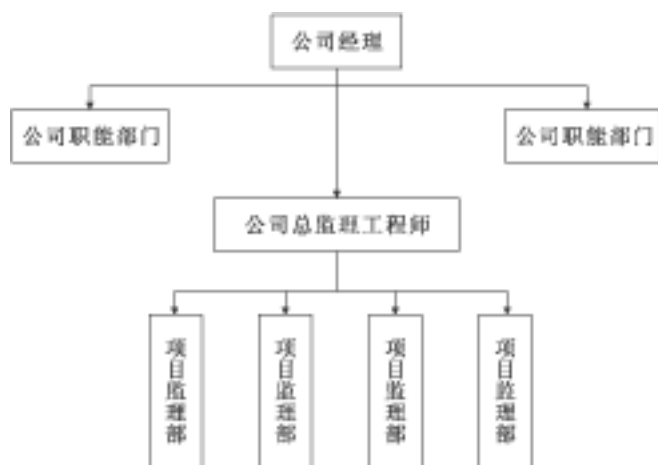 公司经理
公司职能部门
公司职能部门
公司总监理工程师
项目监理部
项目监理部
项目监理部
项目监理部